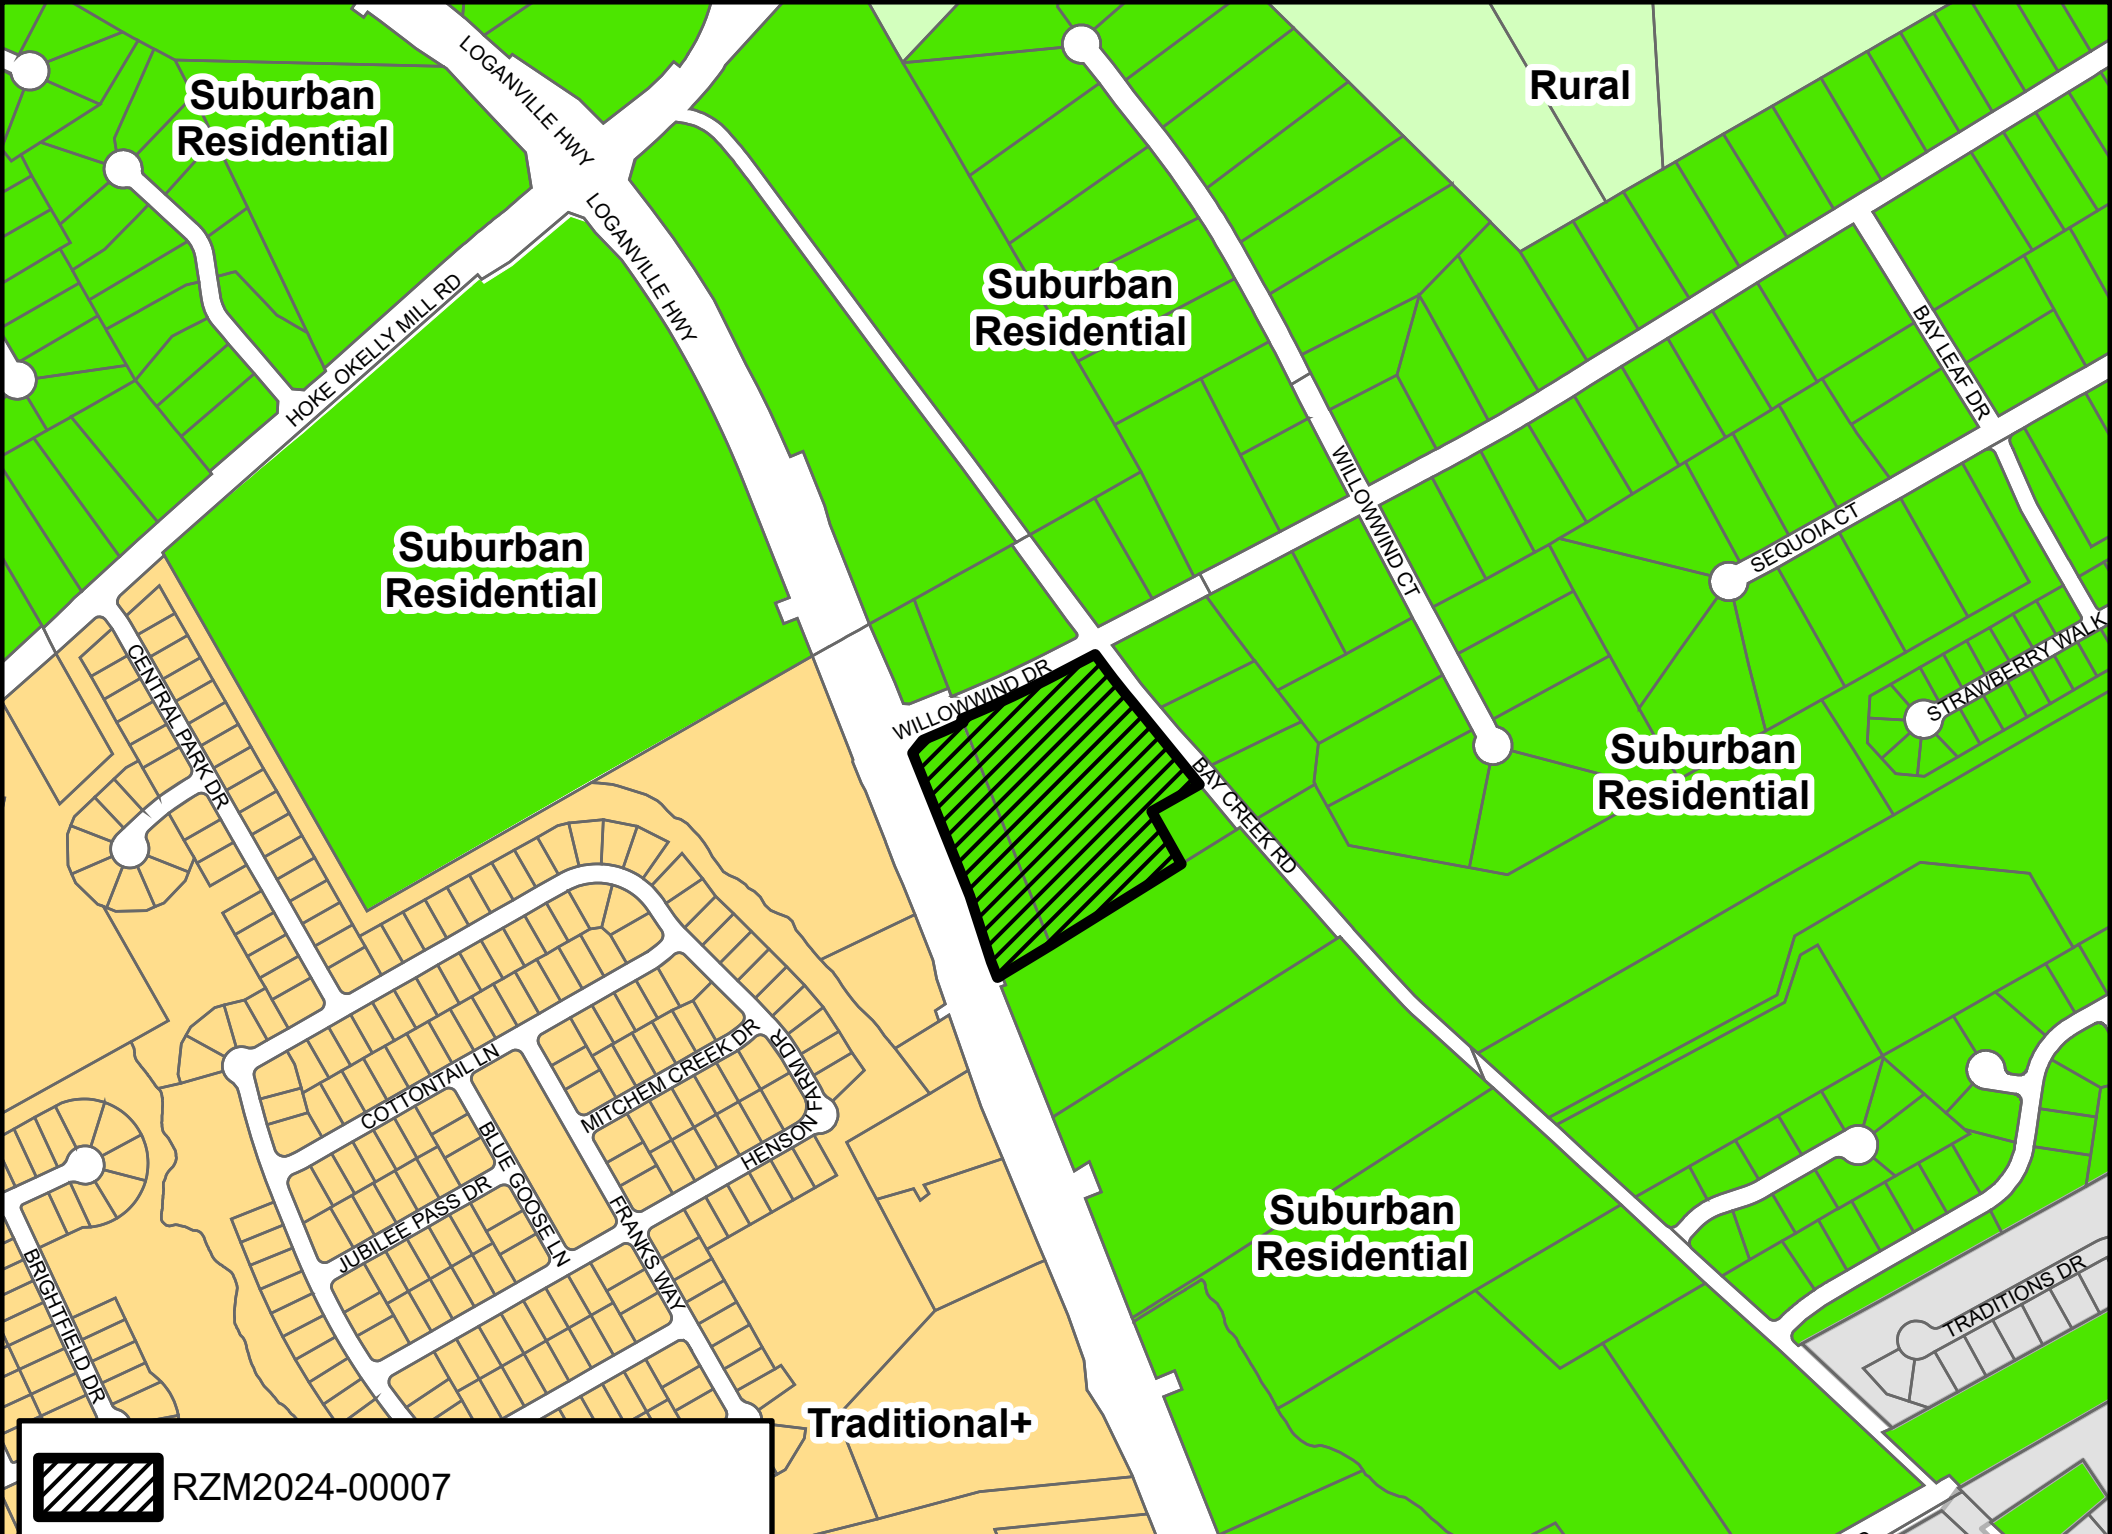 LOGANVILLE HWY
Suburban
Residential
Rural
LOGANVILLE HWY
HOKE OKELLY MILL RD
Suburban
Residential
BAY LEAF DR
WILLOWWIND CT
SEQUOIA CT
Suburban
Residential
STRAWBERRY WALK
CENTRAL PARK DR
WILLOWWIND DR
BAY CREEK RD
Suburban
Residential
COTTONTAIL LN
MITCHEM CREEK DR
HENSON FARM DR
BLUE GOOSE LN
JUBILEE PASS DR
FRANKS WAY
BRIGHTFIELD DR
Suburban
Residential
TRADITIONS DR
Traditional+
RZM2024-00007